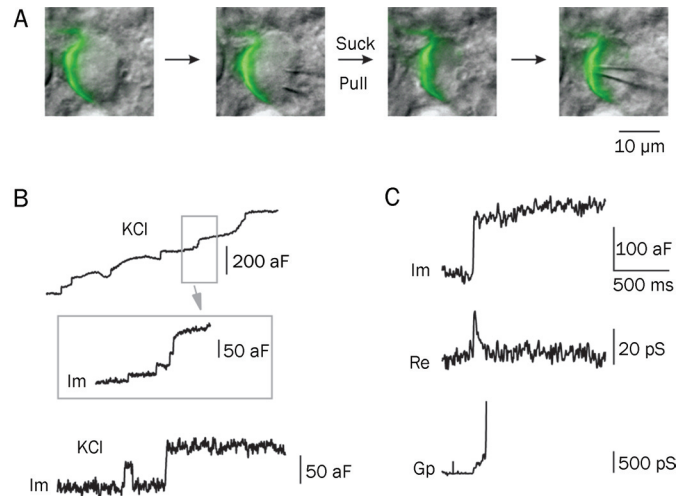 A
Suck
Pull
10 µm
B
KCl
200 aF
Im
50 aF
KCl
Im
50 aF
C
Im
100 aF
500 ms
Re
20 pS
Gp
500 pS